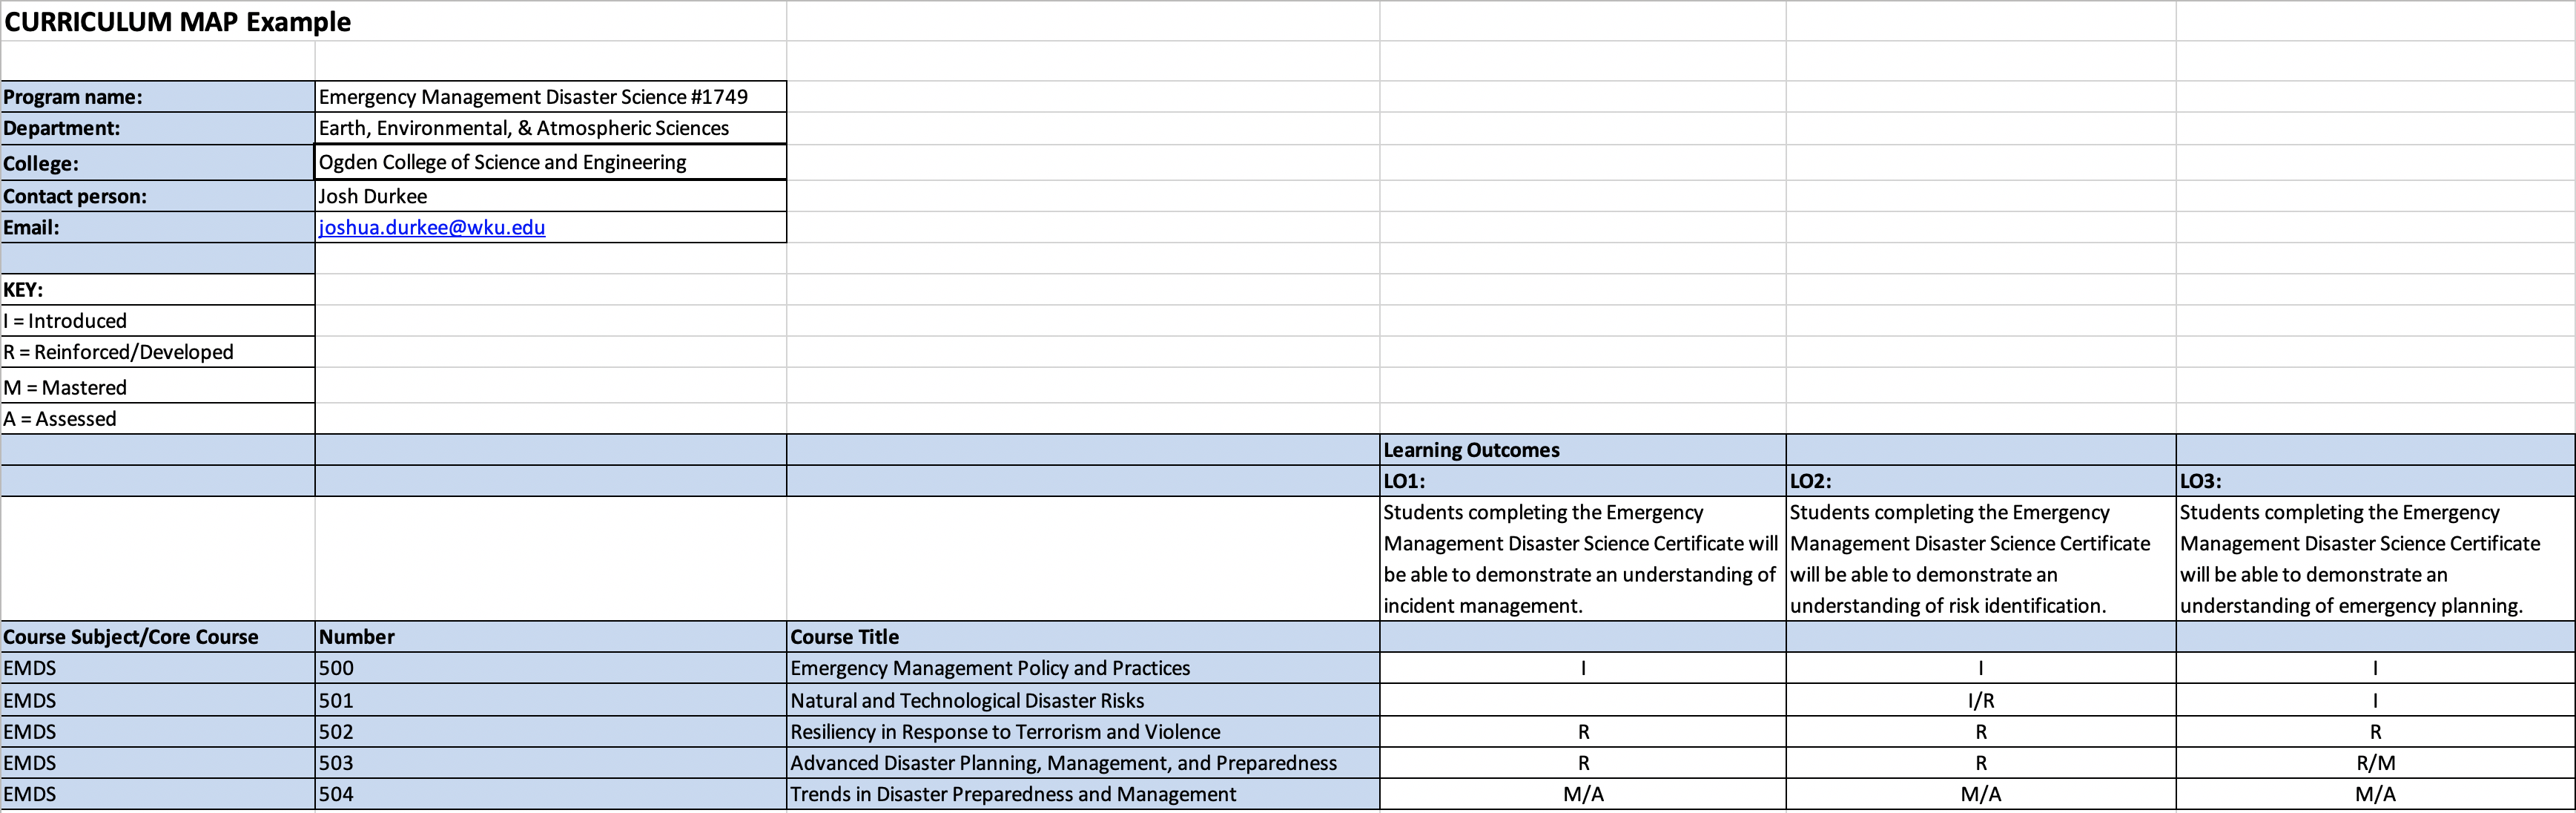 CURRICULUM MAP Example
Program name: Emergency Management Disaster Science #1749
Department: Earth, Environmental, & Atmospheric Sciences
College: Ogden College of Science and Engineering
Contact person: Josh Durkee
Email: joshua.durkee@wku.edu
KEY:
I = Introduced
R = Reinforced/Developed
M = Mastered
A = Assessed
Learning Outcomes
LO1: LO2: LO3:
Students completing the Emergency
Management Disaster Science Certificate will
be able to demonstrate an understanding of
incident management.
Students completing the Emergency
Management Disaster Science Certificate
will be able to demonstrate an
understanding of risk identification.
Students completing the Emergency
Management Disaster Science Certificate
will be able to demonstrate an
understanding of emergency planning.
Course Subject/Core Course Number Course Title
EMDS 500 Emergency Management Policy and Practices I I I
EMDS 501 Natural and Technological Disaster Risks I/R I
EMDS 502 Resiliency in Response to Terrorism and Violence R R R
EMDS 503 Advanced Disaster Planning, Management, and Preparedness R R R/M
EMDS 504 Trends in Disaster Preparedness and Management M/A M/A M/A